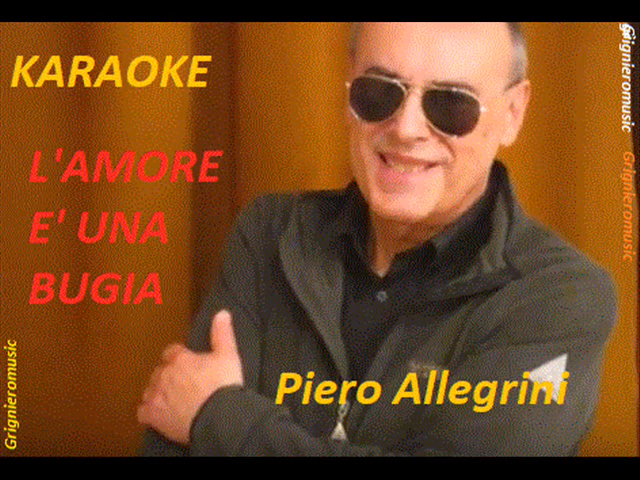 KARAOKE
L'AMORE
E' UNA
BUGIA
Piero Allegrini
Grignieromusic
Grignieromusic
Grignieromusic